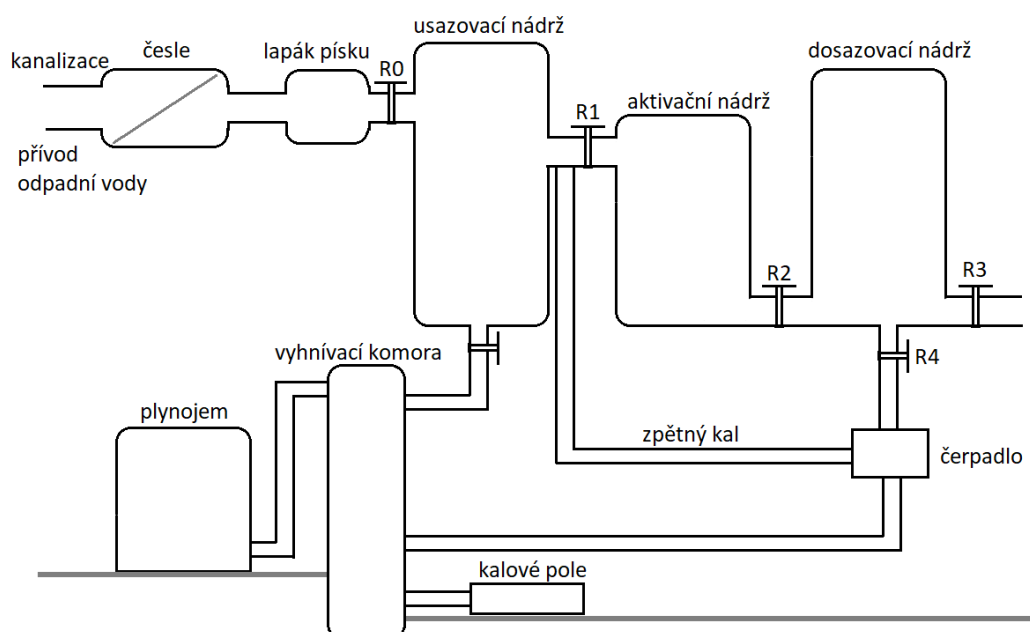 usazovací nádrž
česle
lapák písku
dosazovací nádrž
kanalizace
R0
aktivační nádrž
R1
přívod
odpadní vody
R2
R3
vyhnívací komora
R4
plynojem
zpětný kal
čerpadlo
kalové pole